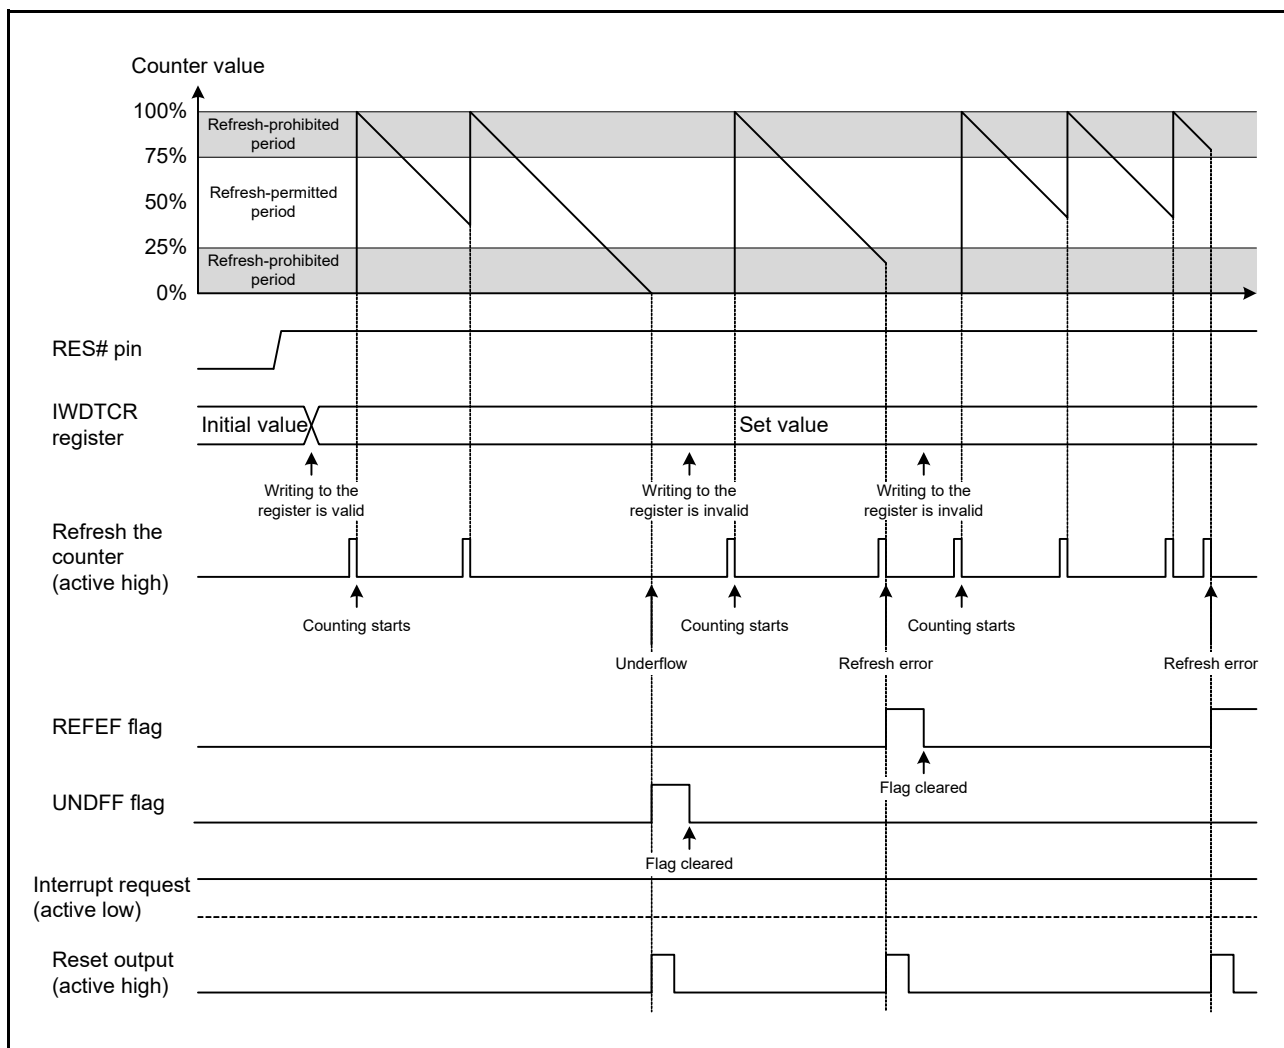 Counter value
100%
Refresh-prohibited
period
75%
Refresh-permitted
period
50%
25%
Refresh-prohibited
period
0%
RES# pin
IWDTCR
register
Initial value
Set value
Writing to the
register is valid
Writing to the
register is invalid
Writing to the
register is invalid
Refresh the
counter
(active high)
Counting starts
Counting starts
Counting starts
Underflow
Refresh error
Refresh error
REFEF flag
Flag cleared
UNDFF flag
Flag cleared
Interrupt request
(active low)
Reset output
(active high)